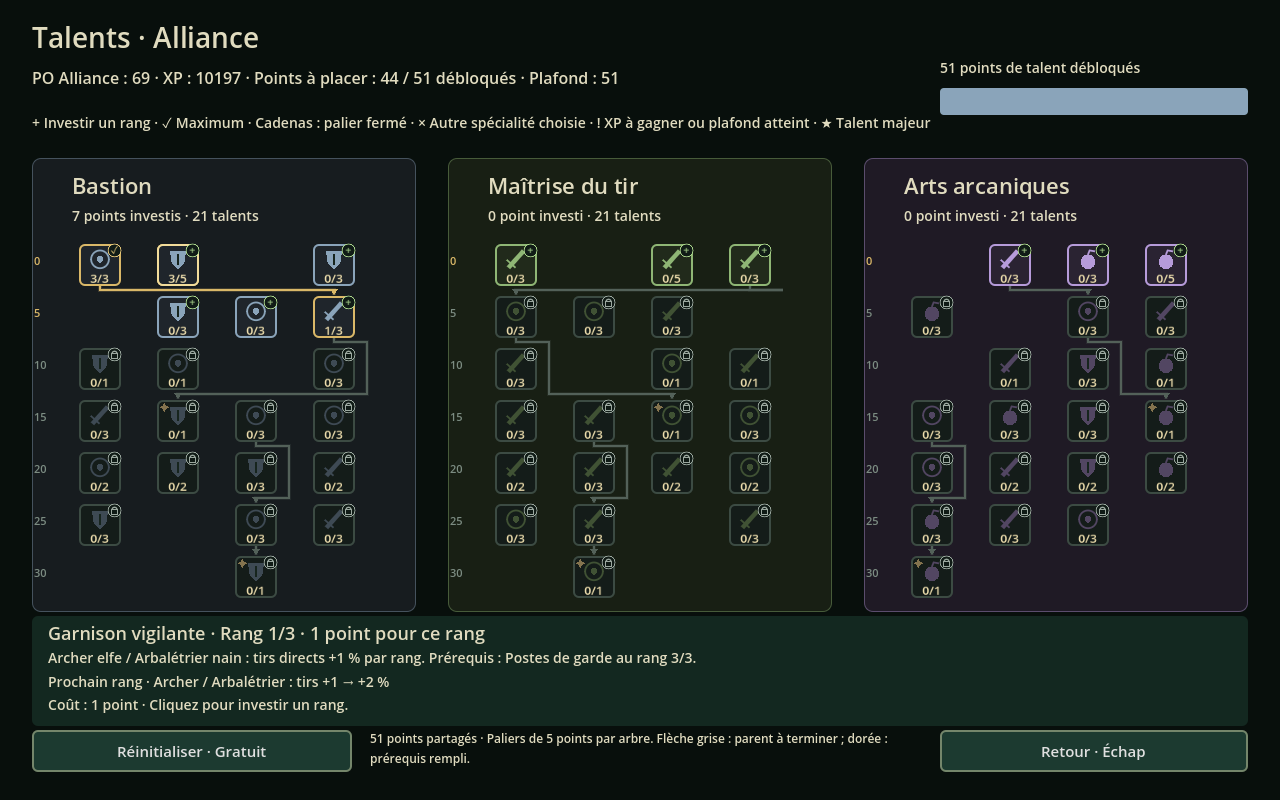 Talents · Alliance
PO Alliance : 69 · XP : 10197 · Points à placer : 44 / 51 débloqués · Plafond : 51
51 points de talent débloqués
+ Investir un rang · ✓ Maximum · Cadenas : palier fermé · × Autre spécialité choisie · ! XP à gagner ou plafond atteint · ★ Talent majeur
Bastion
7 points investis · 21 talents
0
3/3 3/5 0/3
5
0/3 0/3 1/3
10
0/1 0/1 0/3
15
0/3 0/1 0/3 0/3
20
0/2 0/2 0/3 0/2
25
0/3 0/3 0/3
30
0/1
Maîtrise du tir
0 point investi · 21 talents
0
0/3 0/5 0/3
5
0/3 0/3 0/3
10
0/3 0/1 0/1
15
0/3 0/3 0/1 0/3
20
0/2 0/3 0/2 0/2
25
0/3 0/3 0/3
30
0/1
Arts arcaniques
0 point investi · 21 talents
0
0/3 0/3 0/5
5
0/3 0/3 0/3
10
0/1 0/3 0/1
15
0/3 0/3 0/3 0/1
20
0/3 0/2 0/2 0/2
25
0/3 0/3 0/3
30
0/1
Garnison vigilante · Rang 1/3 · 1 point pour ce rang
Archer elfe / Arbalétrier nain : tirs directs +1 % par rang. Prérequis : Postes de garde au rang 3/3.
Prochain rang · Archer / Arbalétrier : tirs +1 → +2 %
Coût : 1 point · Cliquez pour investir un rang.
Réinitialiser · Gratuit
51 points partagés · Paliers de 5 points par arbre. Flèche grise : parent à terminer ; dorée :
prérequis rempli.
Retour · Échap